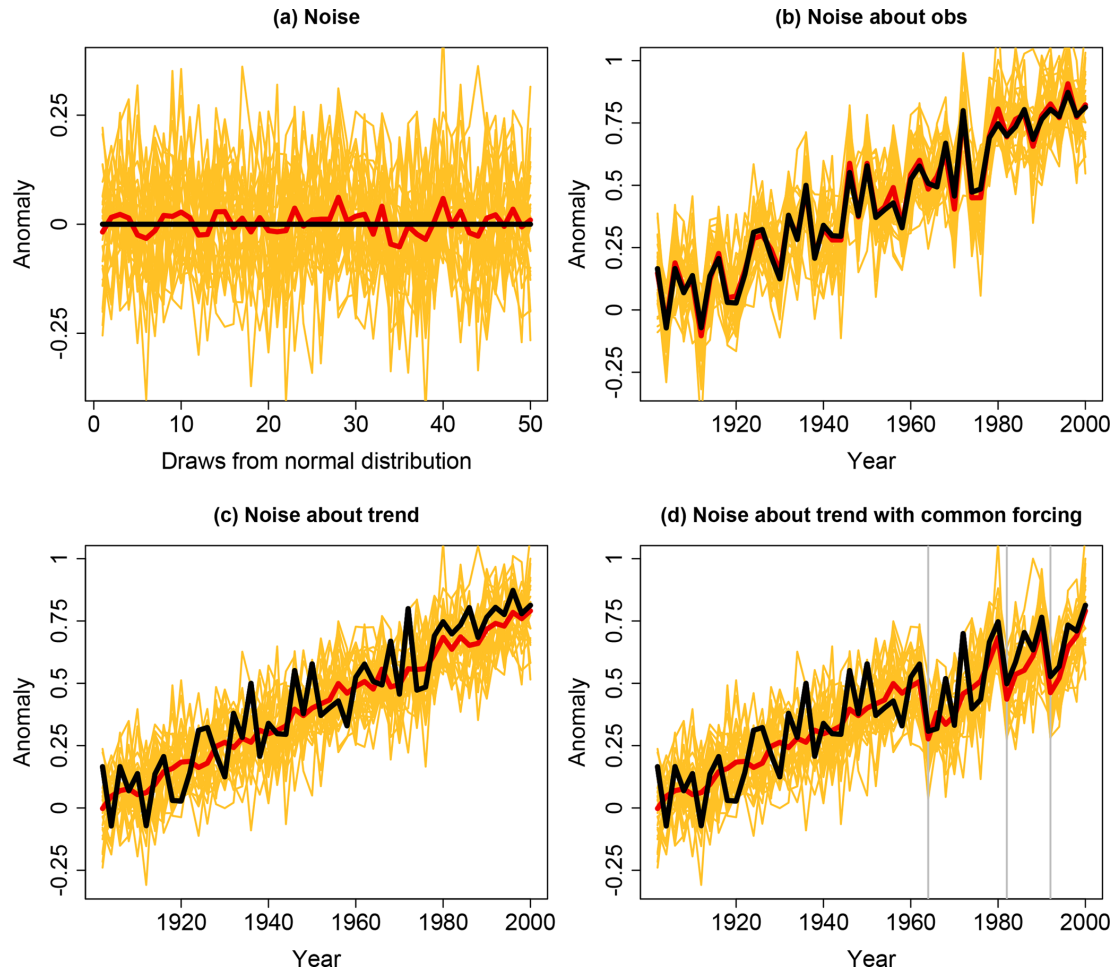 (a) Noise
Anomaly
0.25
0
-0.25
0 10 20 30 40 50
Draws from normal distribution
(b) Noise about obs
Anomaly
1
0.75
0.5
0.25
0
-0.25
1920 1940 1960 1980 2000
Year
(c) Noise about trend
Anomaly
1
0.75
0.5
0.25
0
-0.25
1920 1940 1960 1980 2000
Year
(d) Noise about trend with common forcing
Anomaly
1
0.75
0.5
0.25
0
-0.25
1920 1940 1960 1980 2000
Year